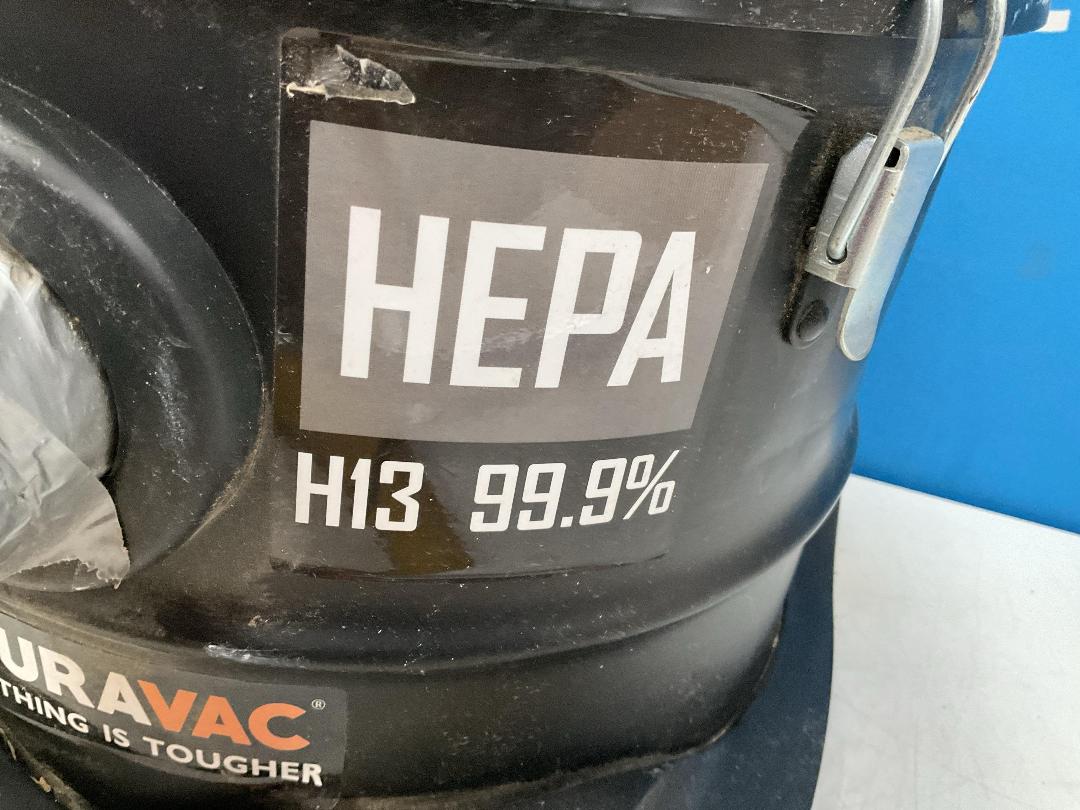 HEPA
H13 99.9%
URAVAC®
THING IS TOUGHER